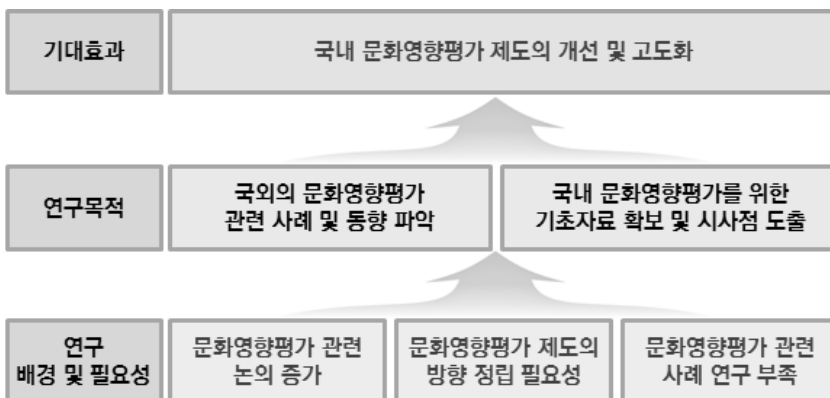 기대효과
국내 문화영향평가 제도의 개선 및 고도화
연구목적
국외의 문화영향평가
관련 사례 및 동향 파악
국내 문화영향평가를 위한
기초자료 확보 및 시사점 도출
연구
배경 및 필요성
문화영향평가 관련
논의 증가
문화영향평가 제도의
방향 정립 필요성
문화영향평가 관련
사례 연구 부족